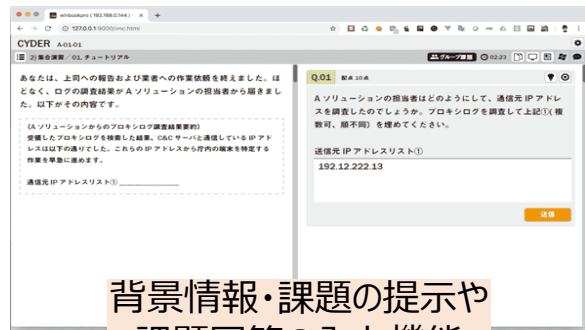 winbookpro ( 192.168.0.144 )
127.0.0.1:9000/vnc.html
CYDER A-01-01
2) 集合演習 / 01. チュートリアル
グループ課題 02:23
あなたは、上司への報告および業者への作業依頼を終えました。ほ
どなく、ログの調査結果が A ソリューションの担当者から届きまし
た。以下がその内容です。
(A ソリューションからのプロキシログ調査結果要約)
受領したプロキシログを検索した結果、C&C サーバと通信している IP アド
レスは以下の通りでした。これらの IP アドレスから庁内の端末を特定する
作業を早急に進めます。
通信元 IP アドレスリスト①
Q.01 配点 10 点
A ソリューションの担当者はどのようにして、通信元 IP アドレ
スを調査したのでしょうか。プロキシログを調査して上記①( 複
数可、順不同) を埋めてください。
送信元 IP アドレスリスト①
192.12.222.13
送信
背景情報・課題の提示や